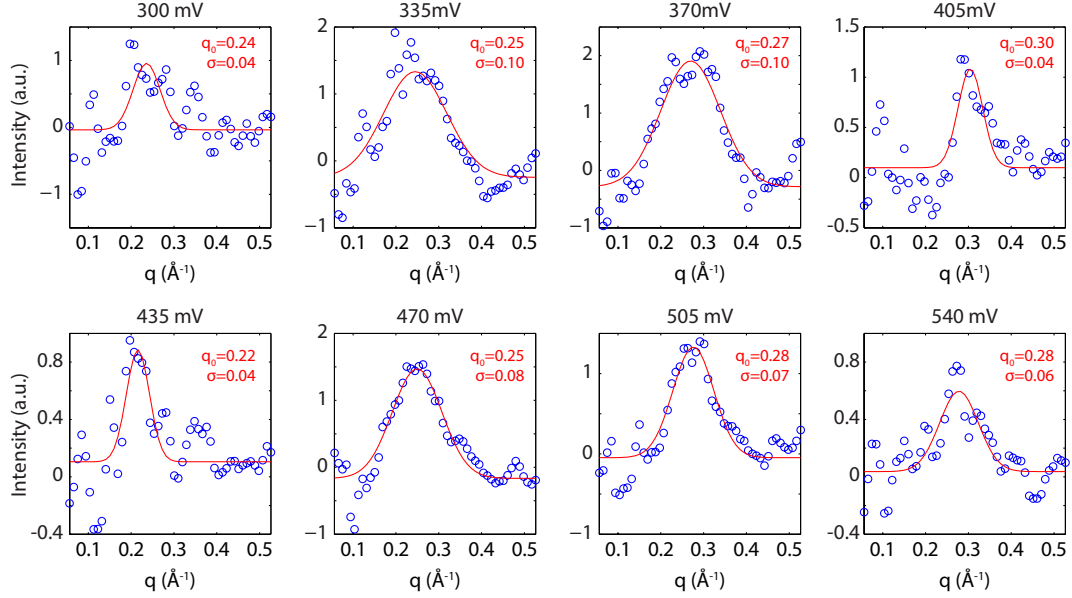 300 mV
335mV
370mV
405mV
Intensity (a.u.)
1
0
−1
q₀=0.24
σ=0.04
0.1 0.2 0.3 0.4 0.5
q (Å⁻¹)
2
1
0
−1
q₀=0.25
σ=0.10
0.1 0.2 0.3 0.4 0.5
q (Å⁻¹)
2
1
0
−1
q₀=0.27
σ=0.10
0.1 0.2 0.3 0.4 0.5
q (Å⁻¹)
1.5
1.0
0.5
0
-0.5
q₀=0.30
σ=0.04
0.1 0.2 0.3 0.4 0.5
q (Å⁻¹)
435 mV
470 mV
505 mV
540 mV
Intensity (a.u.)
0.8
0.4
0
-0.4
q₀=0.22
σ=0.04
0.1 0.2 0.3 0.4 0.5
q (Å⁻¹)
2
1
0
−1
q₀=0.25
σ=0.08
0.1 0.2 0.3 0.4 0.5
q (Å⁻¹)
1
0
−1
q₀=0.28
σ=0.07
0.1 0.2 0.3 0.4 0.5
q (Å⁻¹)
0.8
0.4
0
-0.4
q₀=0.28
σ=0.06
0.1 0.2 0.3 0.4 0.5
q (Å⁻¹)